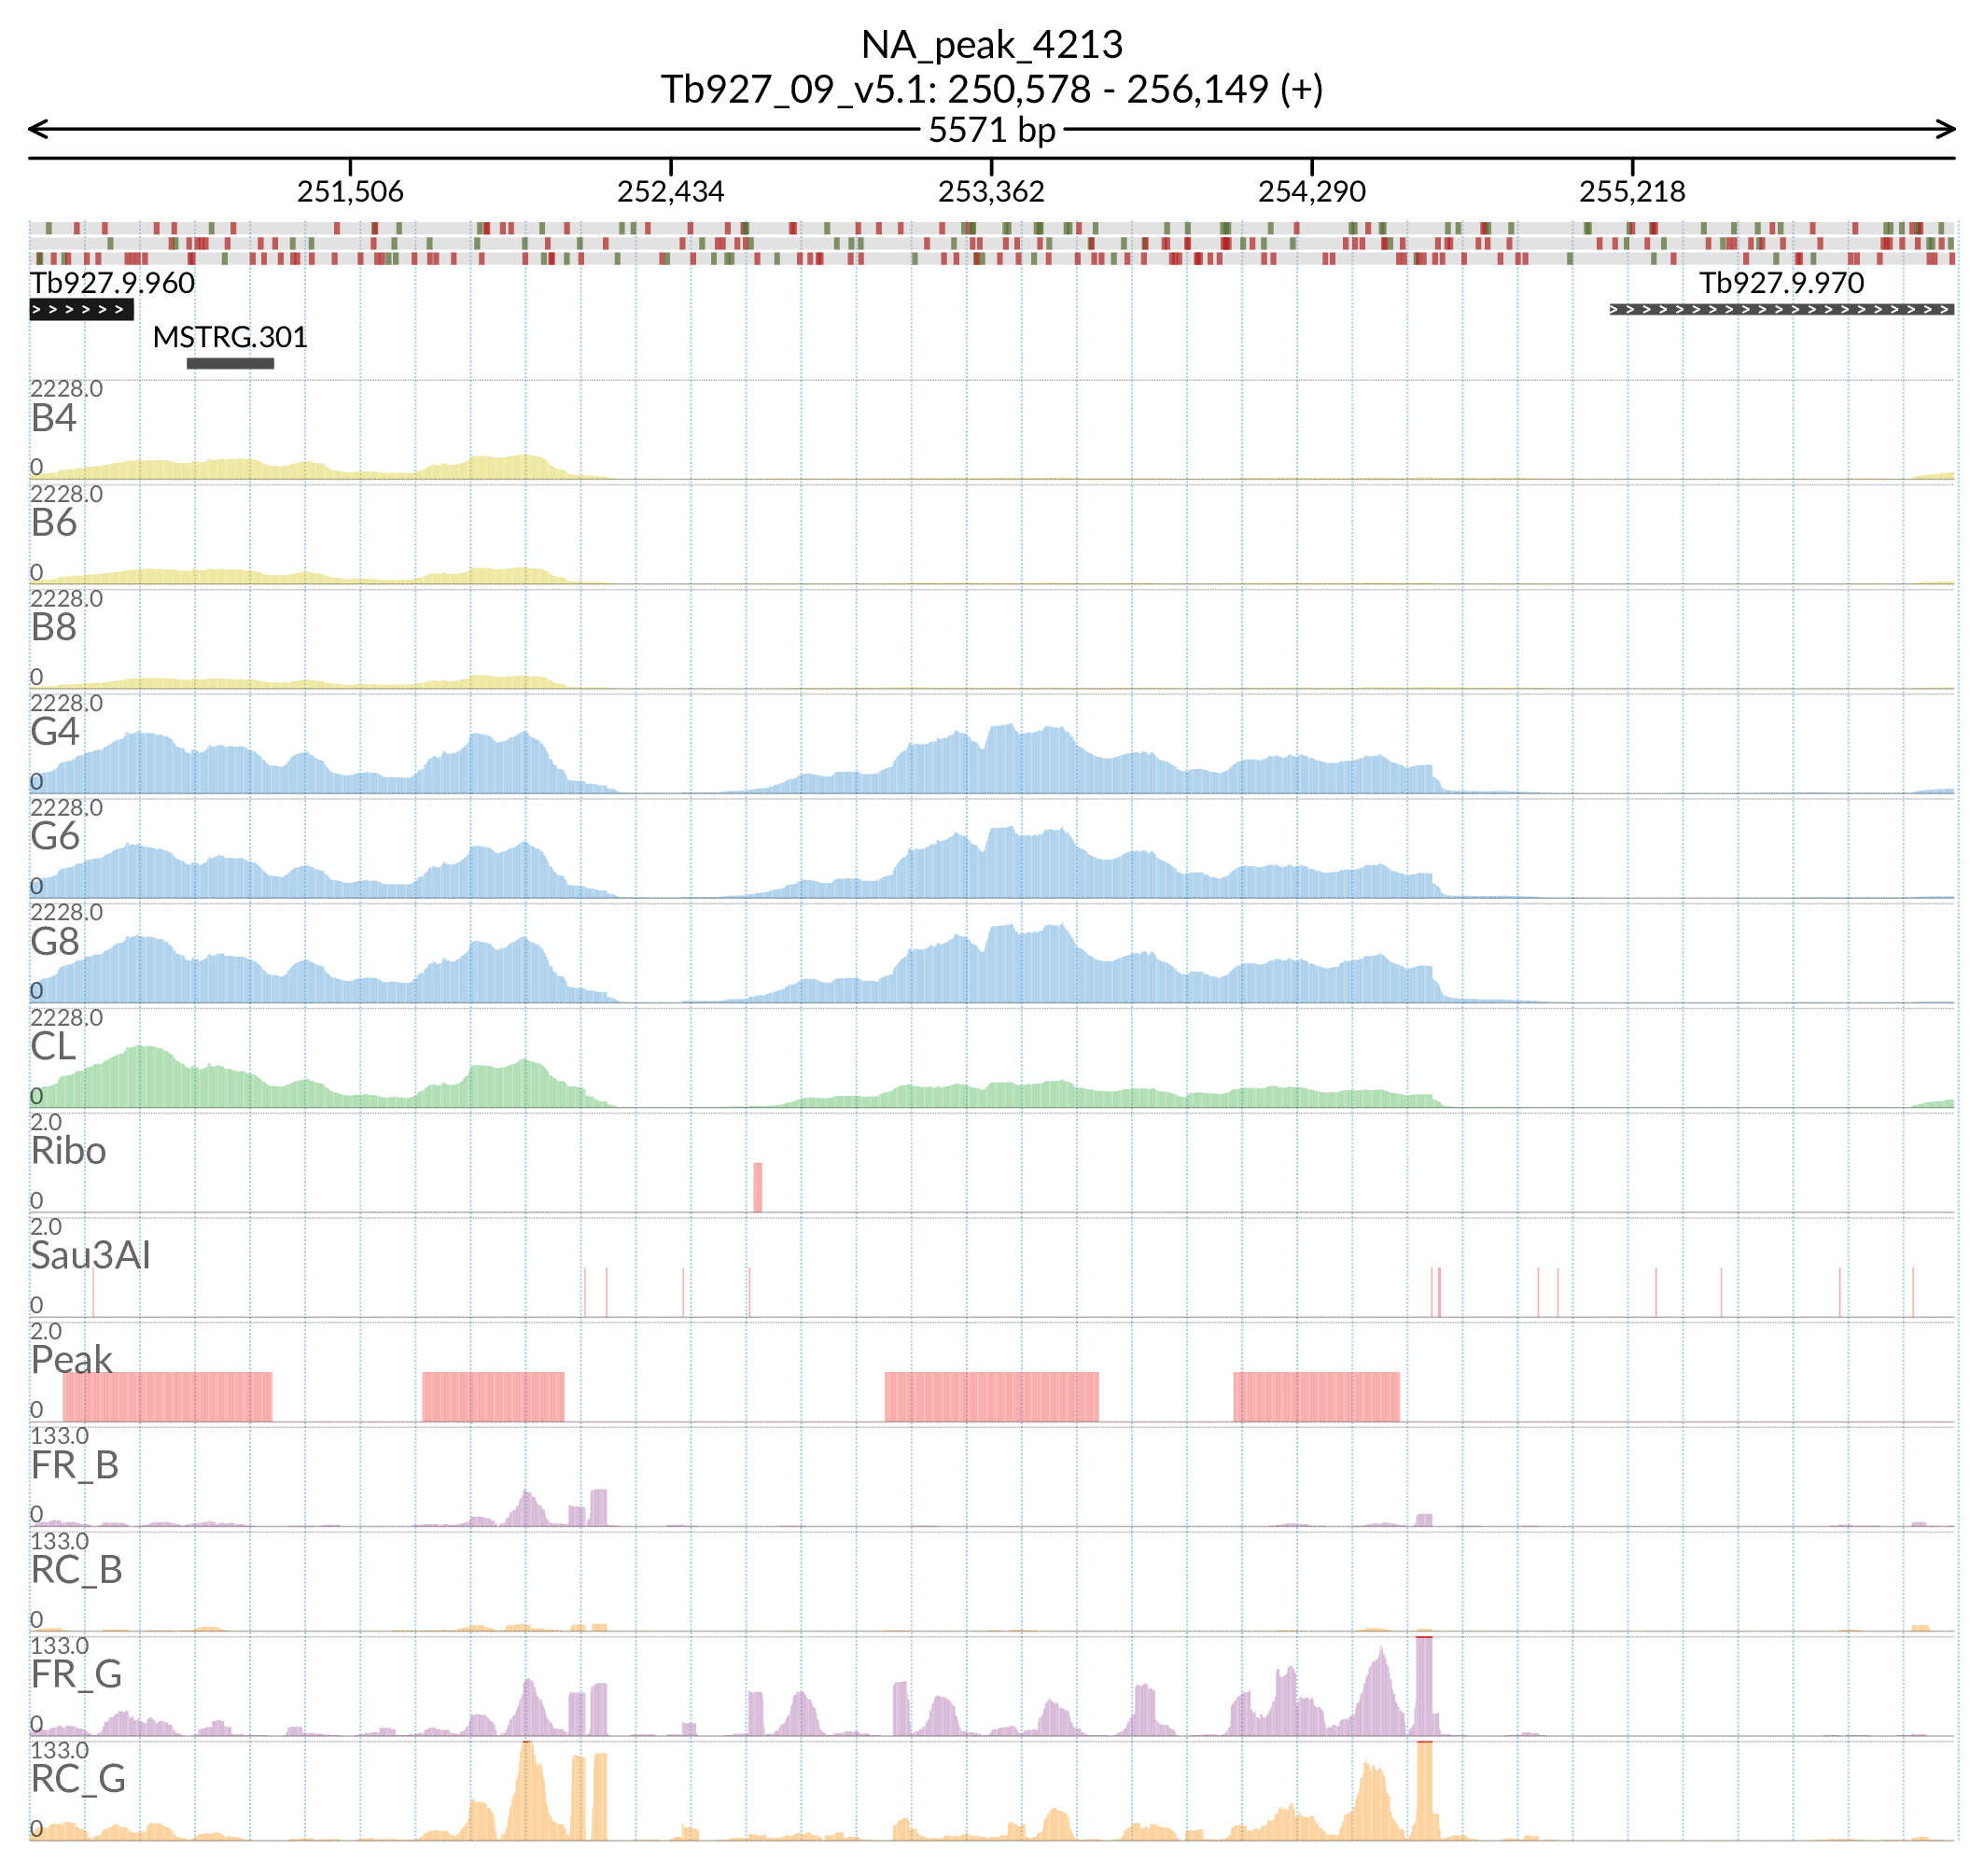 NA_peak_4213
Tb927_09_v5.1: 250,578 - 256,149 (+)
5571 bp
251,506 252,434 253,362 254,290 255,218
Tb927.9.960 Tb927.9.970
MSTRG.301
2228.0
B4
0
2228.0
B6
0
2228.0
B8
0
2228.0
G4
0
2228.0
G6
0
2228.0
G8
0
2228.0
CL
0
2.0
Ribo
0
2.0
Sau3AI
0
2.0
Peak
0
133.0
FR_B
0
133.0
RC_B
0
133.0
FR_G
0
133.0
RC_G
0